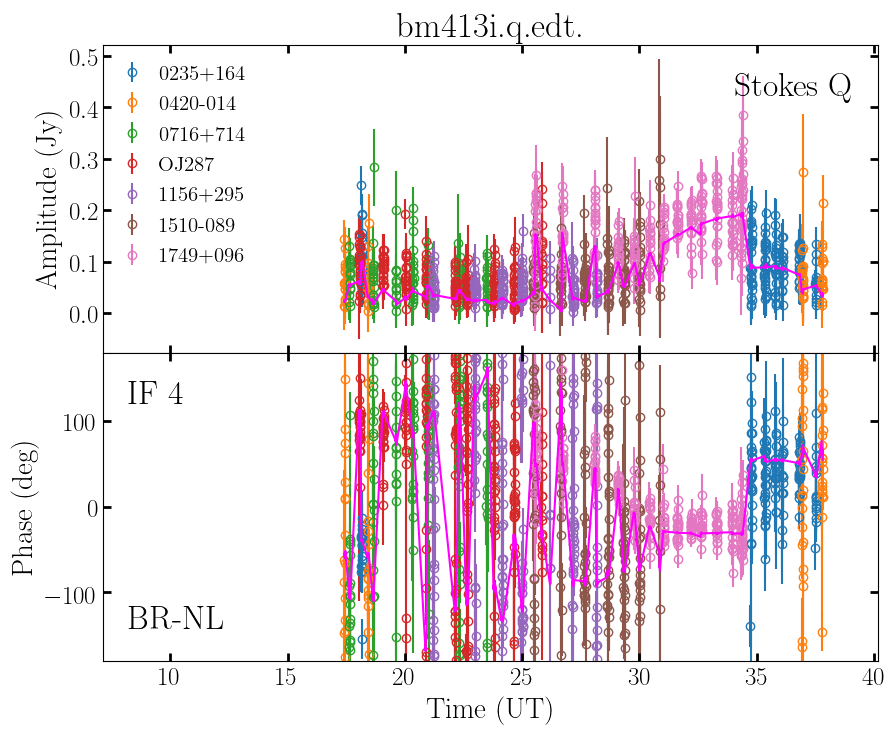 bm413i.q.edt.
Stokes Q
0235+164
0420-014
0716+714
OJ287
1156+295
1510-089
1749+096
Amplitude (Jy)
0.5
0.4
0.3
0.2
0.1
0.0
IF 4
BR-NL
Phase (deg)
100
0
−100
10 15 20 25 30 35 40
Time (UT)